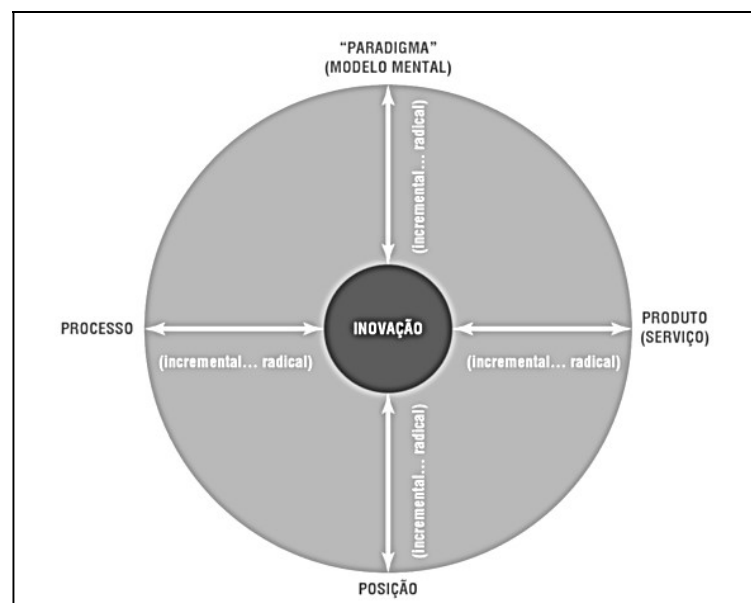 “PARADIGMA”
(MODELO MENTAL)
(incremental... radical)
PROCESSO
INOVAÇÃO
PRODUTO
(SERVIÇO)
(incremental... radical)
(incremental... radical)
(incremental... radical)
POSIÇÃO